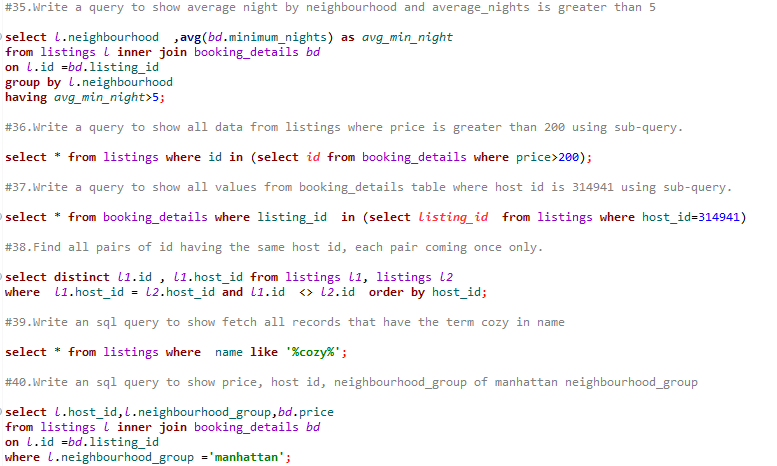 #35.Write a query to show average night by neighbourhood and average_nights is greater than 5
select l.neighbourhood  ,avg(bd.minimum_nights) as avg_min_night
from listings l inner join booking_details bd
on l.id =bd.listing_id
group by l.neighbourhood
having avg_min_night>5;
#36.Write a query to show all data from listings where price is greater than 200 using sub-query.
select * from listings where id in (select id from booking_details where price>200);
#37.Write a query to show all values from booking_details table where host id is 314941 using sub-query.
select * from booking_details where listing_id  in (select listing_id  from listings where host_id=314941)
#38.Find all pairs of id having the same host id, each pair coming once only.
select distinct l1.id , l1.host_id from listings l1, listings l2
where  l1.host_id = l2.host_id and l1.id  <> l2.id  order by host_id;
#39.Write an sql query to show fetch all records that have the term cozy in name
select * from listings where  name like '%cozy%';
#40.Write an sql query to show price, host id, neighbourhood_group of manhattan neighbourhood_group
select l.host_id,l.neighbourhood_group,bd.price
from listings l inner join booking_details bd
on l.id =bd.listing_id
where l.neighbourhood_group ='manhattan';